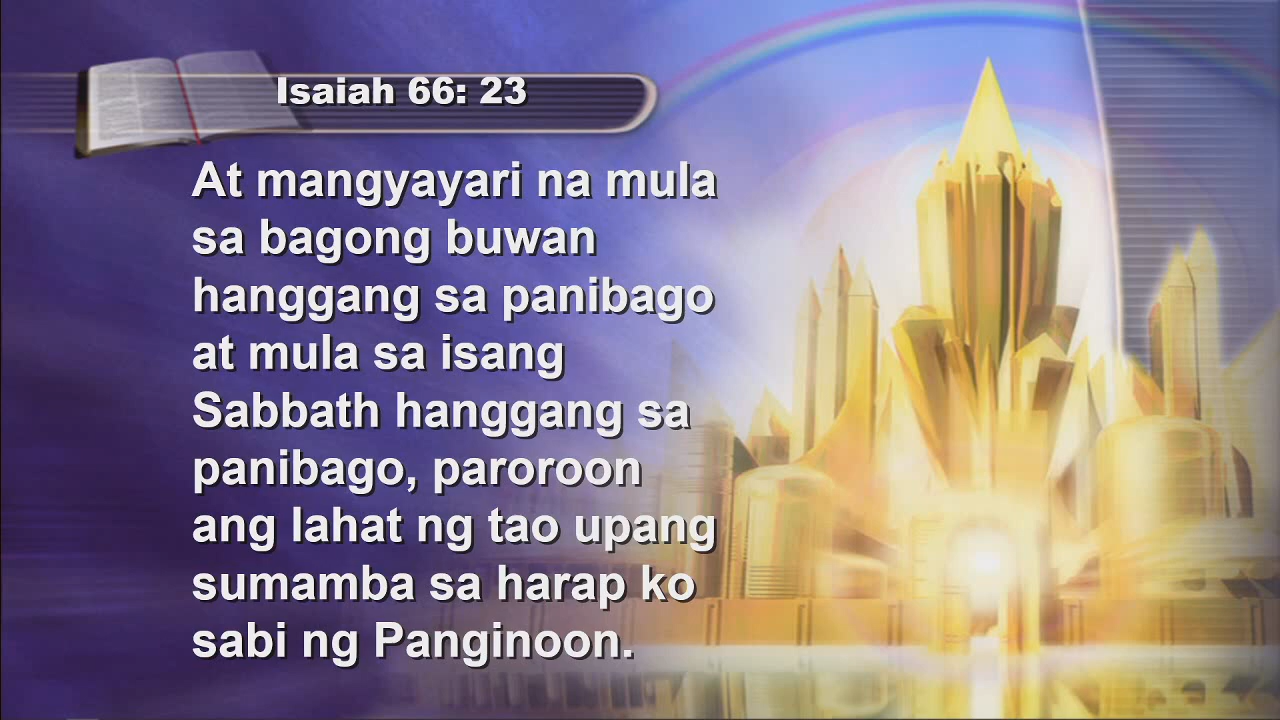 Isaiah 66: 23
At mangyayari na mula
sa bagong buwan
hanggang sa panibago
at mula sa isang
Sabbath hanggang sa
panibago, paroroon
ang lahat ng tao upang
sumamba sa harap ko
sabi ng Panginoon.